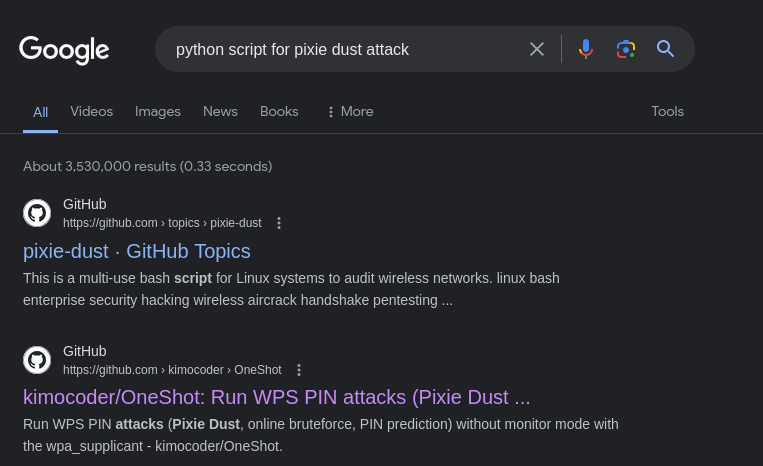 Google
python script for pixie dust attack
All Videos Images News Books More Tools
About 3,530,000 results (0.33 seconds)
GitHub
https://github.com › topics › pixie-dust
pixie-dust · GitHub Topics
This is a multi-use bash script for Linux systems to audit wireless networks. linux bash
enterprise security hacking wireless aircrack handshake pentesting ...
GitHub
https://github.com › kimocoder › OneShot
kimocoder/OneShot: Run WPS PIN attacks (Pixie Dust ...
Run WPS PIN attacks (Pixie Dust, online bruteforce, PIN prediction) without monitor mode with
the wpa_supplicant - kimocoder/OneShot.